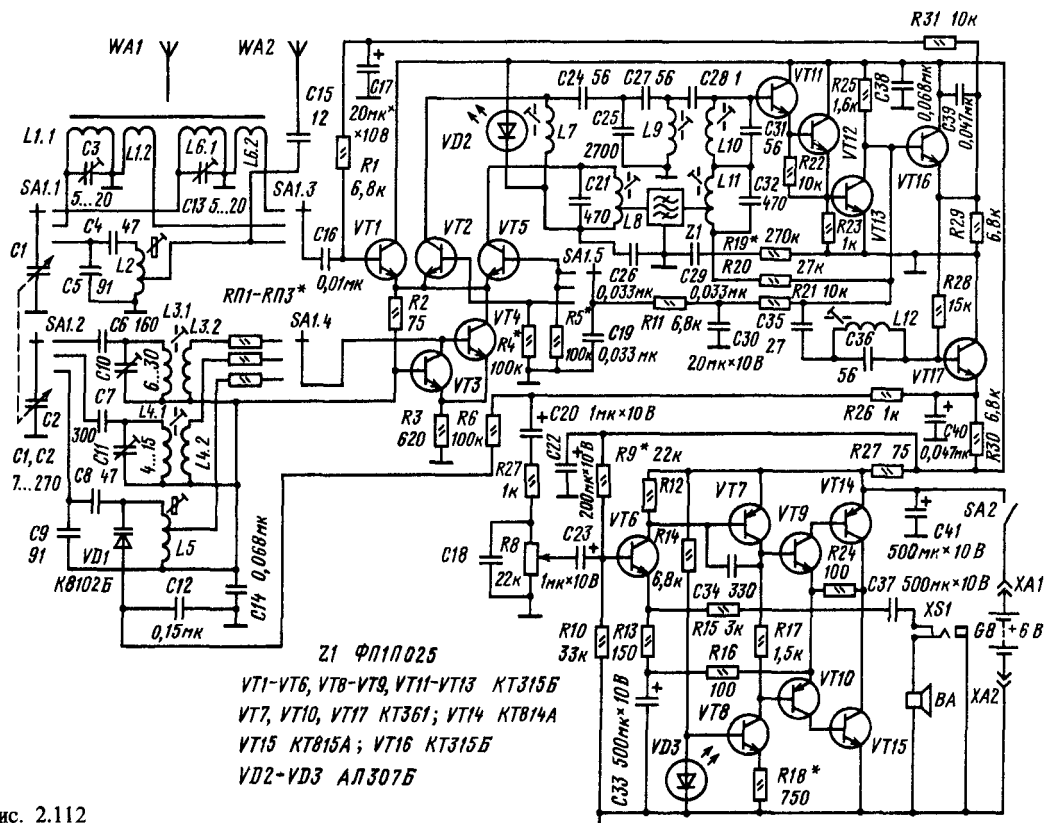 R31 10к
WA1
WA2
C17
20мк×
×10В
C15
12
R1
6,8к
VD2
C24 56
C27 56
C28 1
C25
2700
L7
L9
L10
C31
56
VT11
R25
1,6к
C38
0,068мк
C39
0,047мк
R22
10к
VT12
VT13
VT16
L1.1
C3
5...20
L1.2
L6.1
L6.2
C13 5...20
SA1.1
SA1.3
C4
47
C1
L2
C5
91
C16
0,01мк
VT1
VT2
VT5
C21
470
L8
L11
C32
470
Z1
R23
1к
R29
6,8к
SA1.5
C26
0,033мк
C29
0,033мк
R19* 270к
R20
27к
R21 10к
R28
15к
RП1-RП3*
R2
75
VT4
R4*
100к
R5*
100к
C19
0,033мк
R11
6,8к
C30
20мк×10В
C35
27
L12
C36
56
VT17
SA1.2
C6 160
L3.1
L3.2
SA1.4
C10
6...30
C2
C7
300
C11
4...15
L4.1
L4.2
C1, C2
7...270
VT3
R3
620
R6
100к
C20 1мк×10В
R26 1к
C40
0,047мк
R30 6,8к
C8
47
C9
91
VD1
КВ102Б
L5
C12
0,15мк
C14 0,068мк
R27
1к
C22
200мк×10В
R9* 22к
R27 75
C18
R8
22к
C23
1мк×10В
VT6
R12
R14
6,8к
VT7
VT9
VT14
C41
500мк×10В
SA2
C34 330
R24
100
C37 500мк×10В
XA1
XS1
GB
+6 В
R10
33к
R13
150
R15 3к
R17
1,5к
R16
100
VT10
VT8
VT15
BA
XA2
C33 500мк×10В
VD3
R18*
750
Z1 ФП1П025
VT1-VT6, VT8-VT9, VT11-VT13 КТ315Б
VT7, VT10, VT17 КТ361; VT14 КТ814А
VT15 КТ815А; VT16 КТ315Б
VD2-VD3 АЛ307Б
ис. 2.112